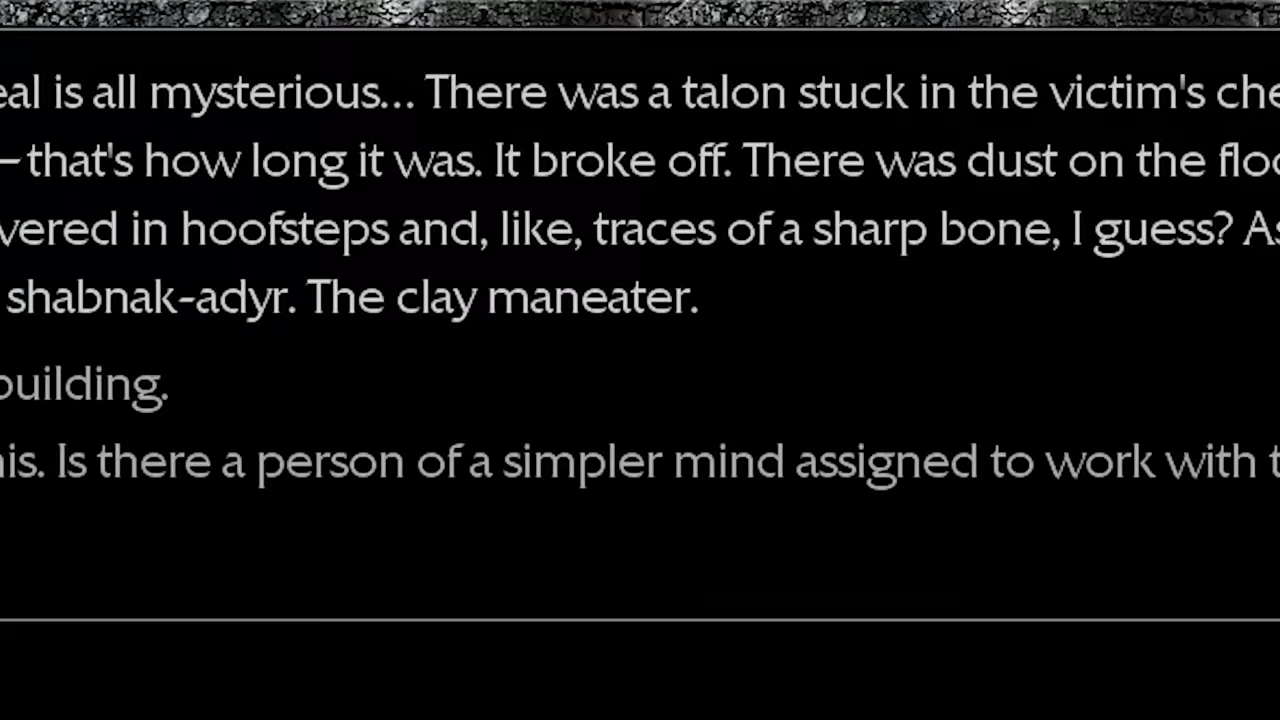 eal is all mysterious... There was a talon stuck in the victim's che
– that's how long it was. It broke off. There was dust on the floo
vered in hoofsteps and, like, traces of a sharp bone, I guess? As
shabnak-adyr. The clay maneater.
building.
his. Is there a person of a simpler mind assigned to work with t